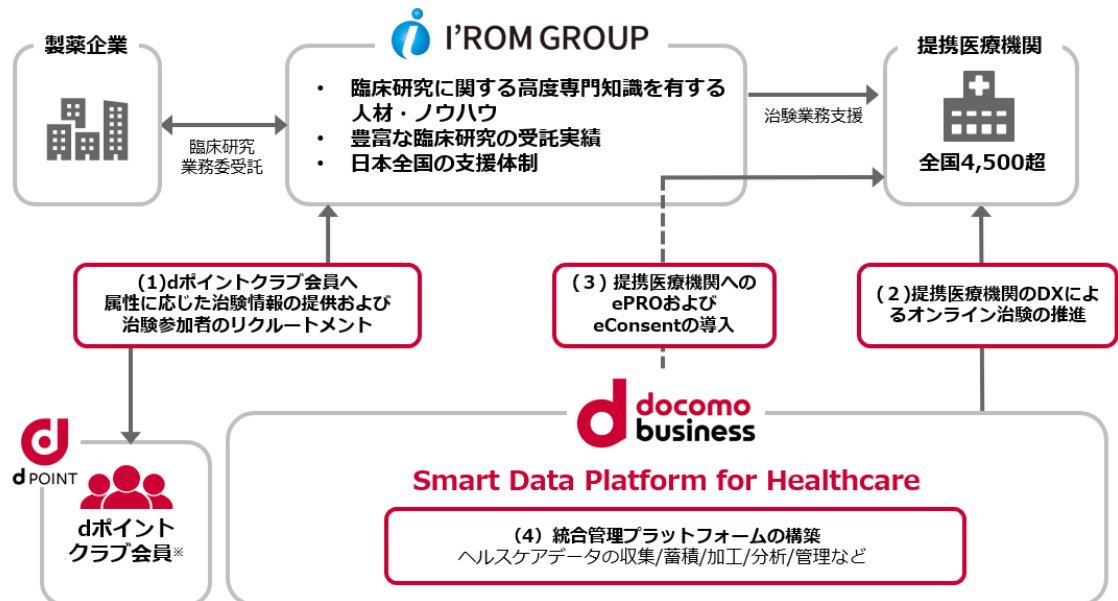 製薬企業
I'ROM GROUP
提携医療機関
・ 臨床研究に関する高度専門知識を有する
人材・ノウハウ
・ 豊富な臨床研究の受託実績
・ 日本全国の支援体制
臨床研究
業務委受託
治験業務支援
全国4,500超
(1)dポイントクラブ会員へ
属性に応じた治験情報の提供および
治験参加者のリクルートメント
(3)提携医療機関への
ePROおよび
eConsentの導入
(2)提携医療機関のDXによ
るオンライン治験の推進
d POINT
dポイント
クラブ会員※
docomo
business
Smart Data Platform for Healthcare
(4)統合管理プラットフォームの構築
ヘルスケアデータの収集/蓄積/加工/分析/管理など